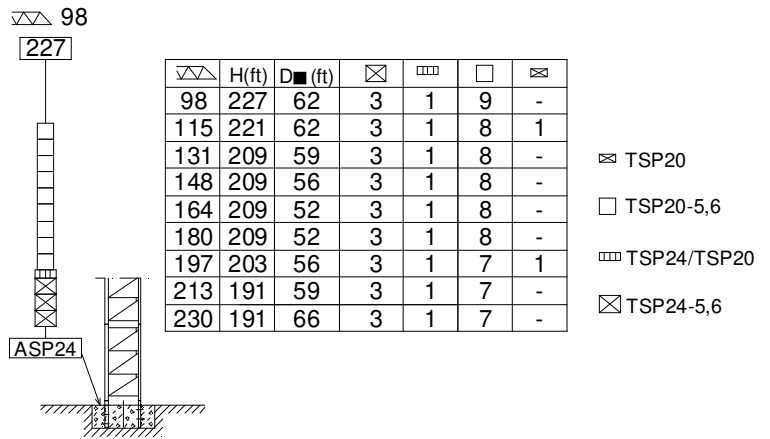 98
227
H(ft) D■ (ft)
98 227 62 3 1 9 -
115 221 62 3 1 8 1
131 209 59 3 1 8 -
148 209 56 3 1 8 -
164 209 52 3 1 8 -
180 209 52 3 1 8 -
197 203 56 3 1 7 1
213 191 59 3 1 7 -
230 191 66 3 1 7 -
TSP20
TSP20-5,6
TSP24/TSP20
TSP24-5,6
ASP24